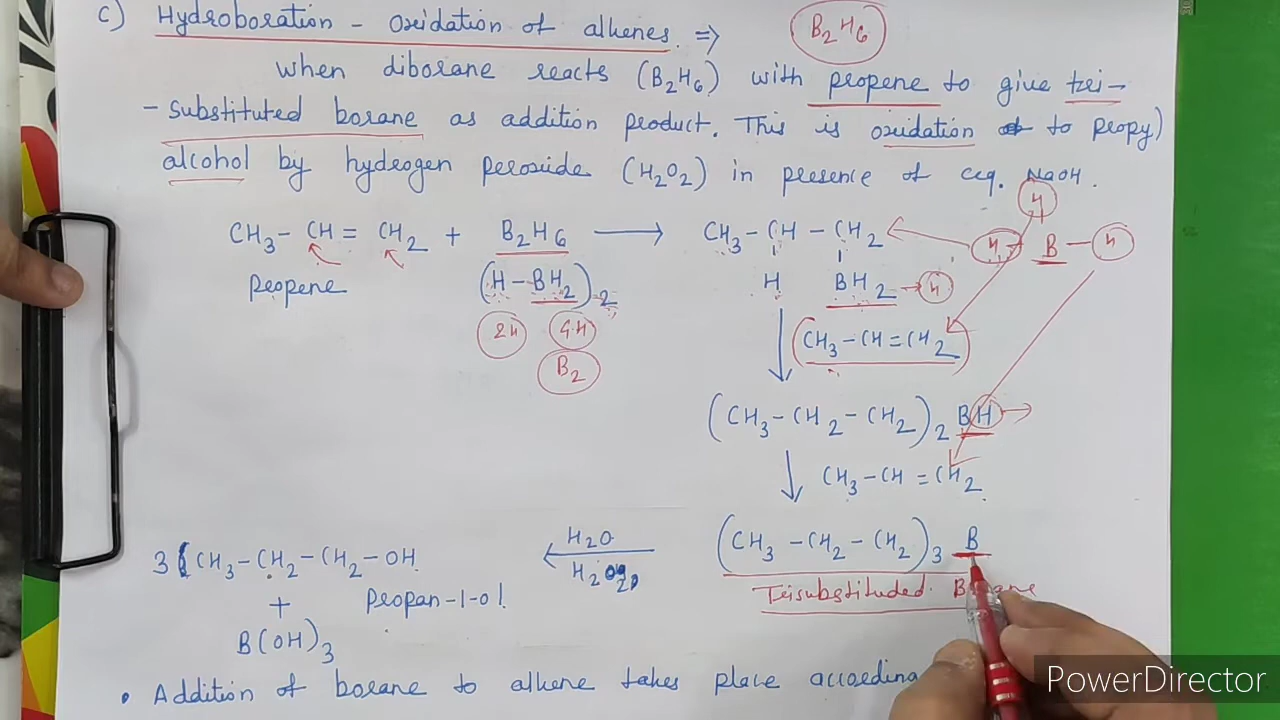 c) Hydroboration - Oxidation of alkenes. ⇒ B2H6
when diborane reacts (B2H6) with propene to give tri-
- substituted borane as addition product. This is oxidation to propyl
alcohol by hydrogen peroxide (H2O2) in presence of aq. NaOH.
H
CH3 - CH = CH2 + B2H6 → CH3 - CH - CH2 H - B - H
Propene (H - BH2)2 H BH2 → H
2H 4H
CH3 - CH = CH2
B2
(CH3 - CH2 - CH2)2 BH →
CH3 - CH = CH2
3 CH3 - CH2 - CH2 - OH H2O (CH3 - CH2 - CH2)3 B
H2O2
+ Propan-1-ol Trisubstituded Borane
B(OH)3
• Addition of borane to alkene takes place
PowerDirector